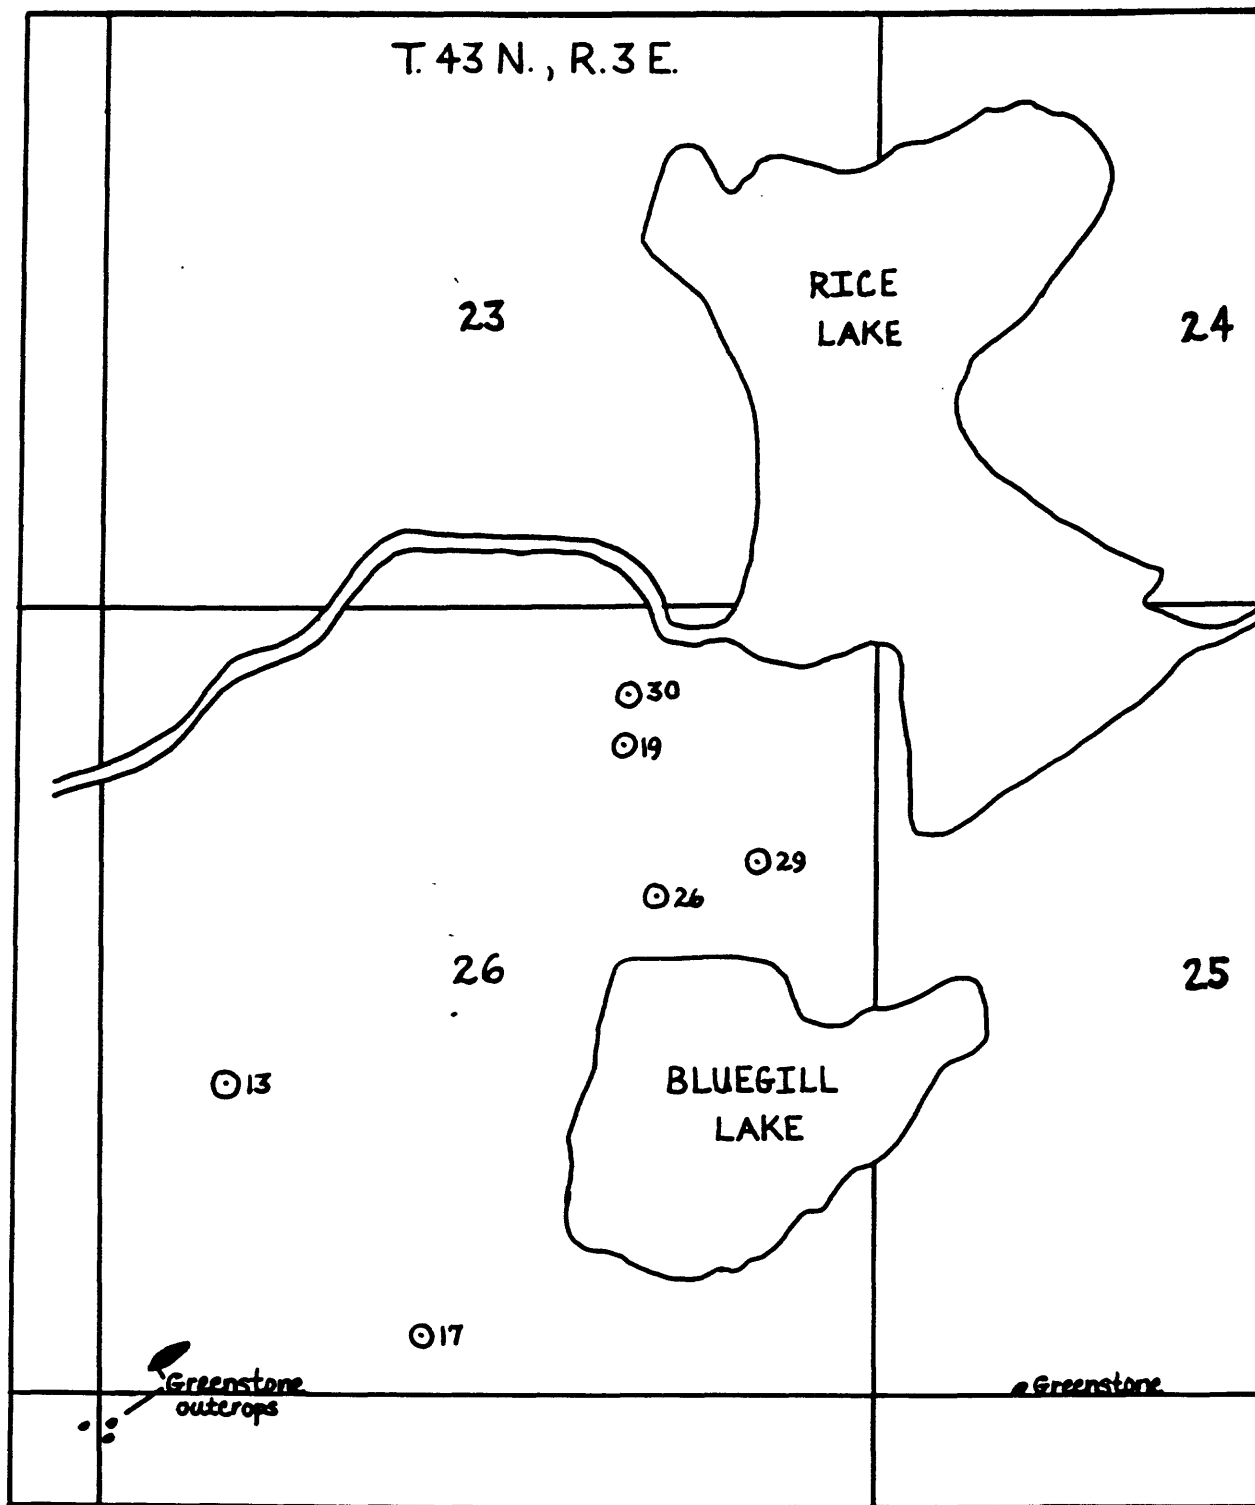 T. 43 N., R. 3 E.
RICE
LAKE
23
24
30
19
29
26
26
25
BLUEGILL
LAKE
13
17
Greenstone
outcrops
Greenstone